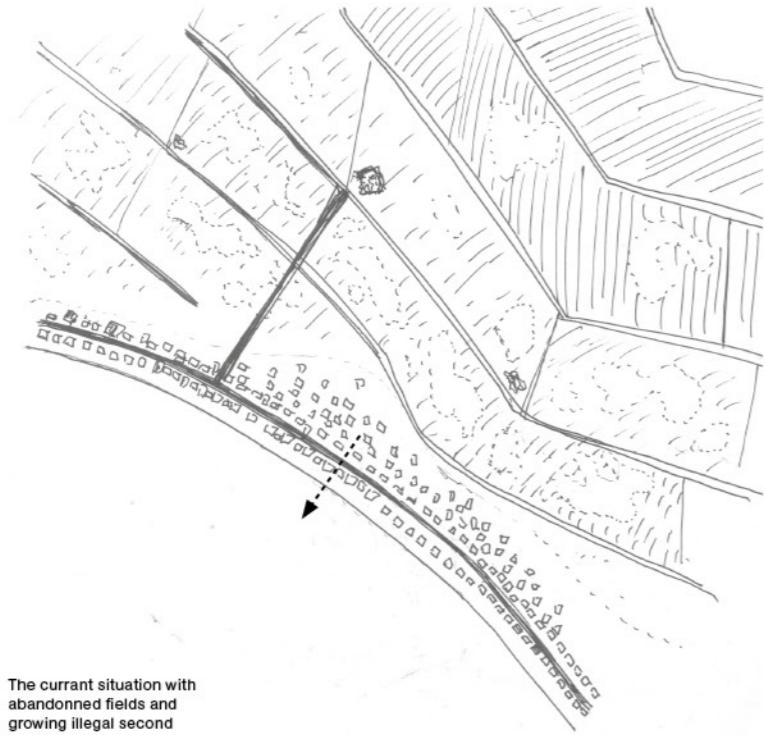 The currant situation with
abandonned fields and
growing illegal second